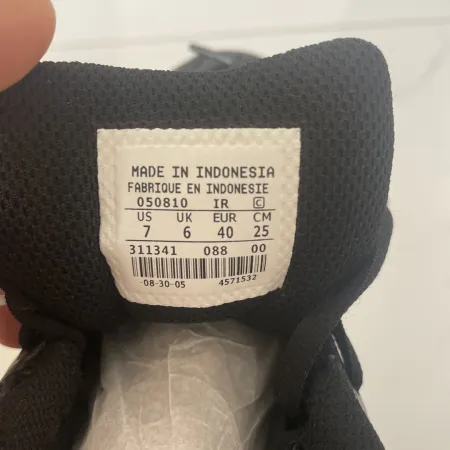 MADE IN INDONESIA
FABRIQUE EN INDONESIE
050810 IR C
US UK EUR CM
7 6 40 25
311341 088 00
08-30-05 4571532